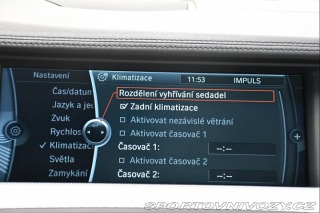 Nastavení
Klimatizace 11:53 IMPULS
Čas/datum
Jazyk a je
Zvuk
Rychlos
Klimatiz
Světla
Zamykání
Rozdělení vyhřívání sedadel
Zadní klimatizace
Aktivovat nezávislé větrání
Aktivovat časovač 1
Časovač 1: --:--
Aktivovat časovač 2
Časovač 2: --:--
SPORTOVNIVOZY.CZ